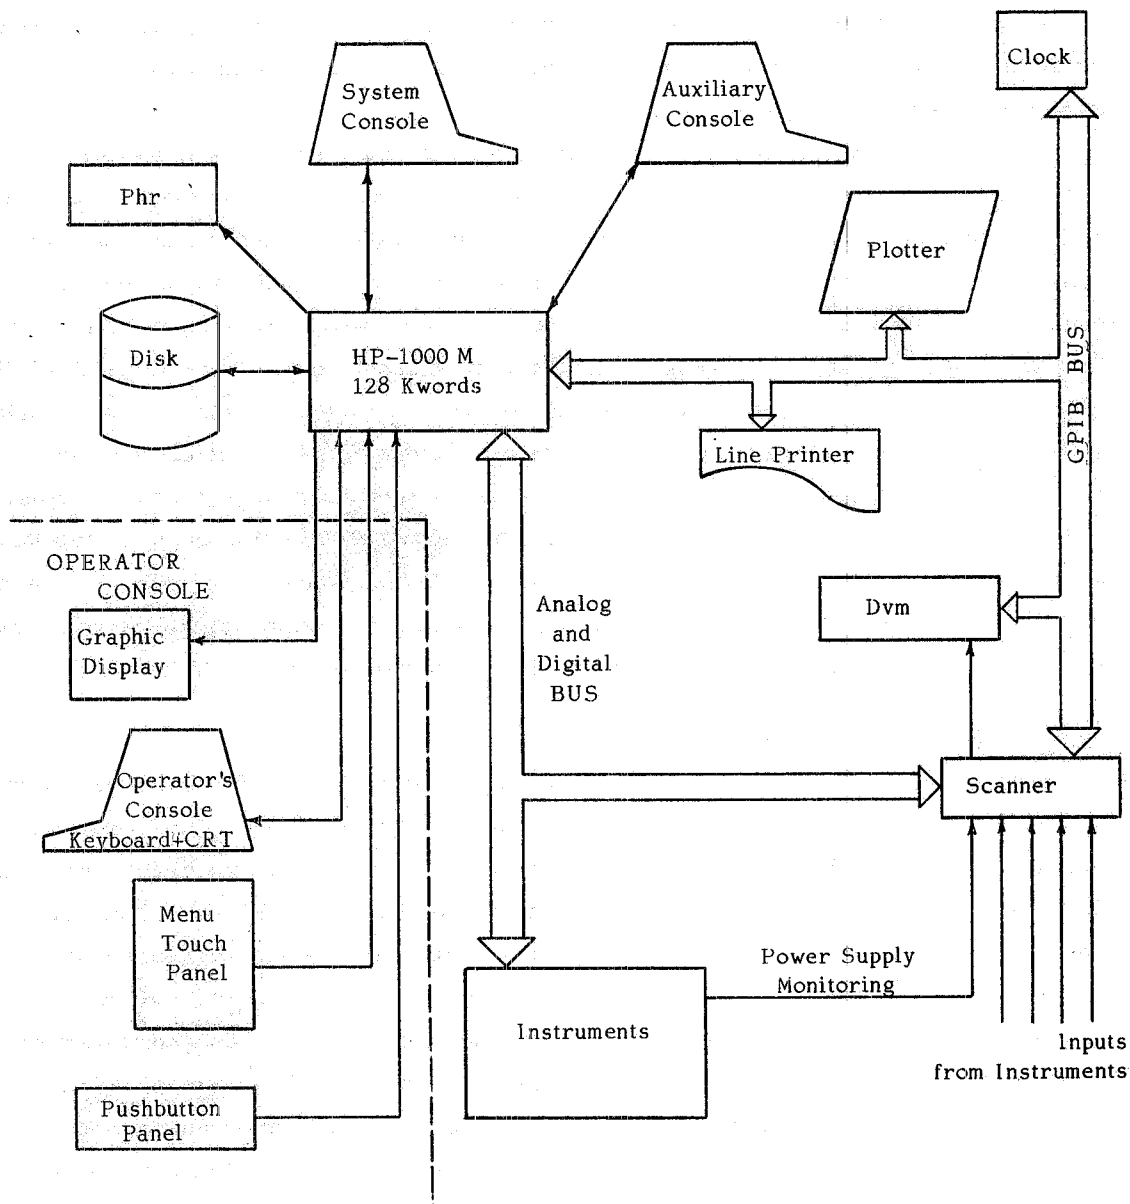 Clock
System
Console
Auxiliary
Console
Phr
Plotter
Disk
HP-1000 M
128 Kwords
GPIB BUS
Line Printer
OPERATOR
CONSOLE
Graphic
Display
Analog
and
Digital
BUS
Dvm
Operator's
Console
Keyboard+CRT
Scanner
Menu
Touch
Panel
Power Supply
Monitoring
Instruments
Inputs
from Instruments
Pushbutton
Panel